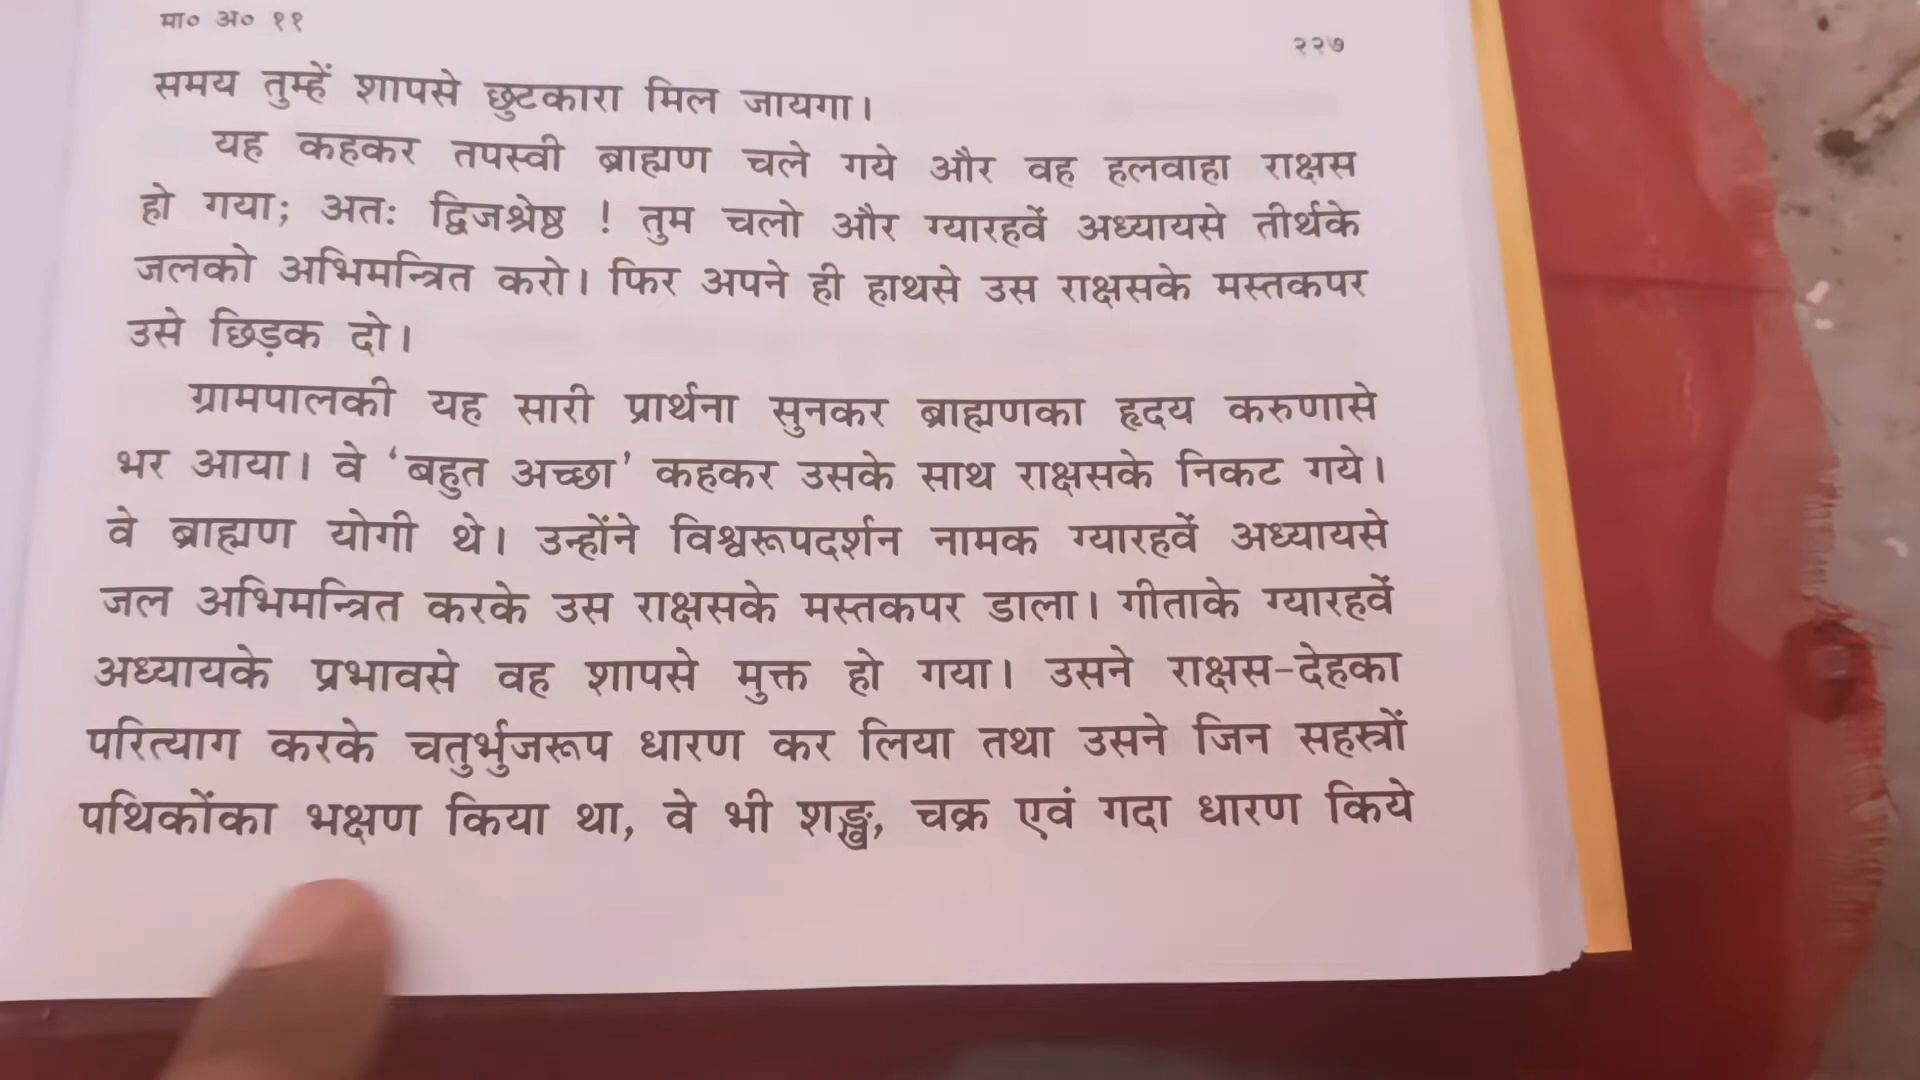 मा० अ० ११
२२७
समय तुम्हें शापसे छुटकारा मिल जायगा।
यह कहकर तपस्वी ब्राह्मण चले गये और वह हलवाहा राक्षस
हो गया; अतः द्विजश्रेष्ठ ! तुम चलो और ग्यारहवें अध्यायसे तीर्थके
जलको अभिमन्त्रित करो। फिर अपने ही हाथसे उस राक्षसके मस्तकपर
उसे छिड़क दो।
ग्रामपालकी यह सारी प्रार्थना सुनकर ब्राह्मणका हृदय करुणासे
भर आया। वे ‘बहुत अच्छा’ कहकर उसके साथ राक्षसके निकट गये।
वे ब्राह्मण योगी थे। उन्होंने विश्वरूपदर्शन नामक ग्यारहवें अध्यायसे
जल अभिमन्त्रित करके उस राक्षसके मस्तकपर डाला। गीताके ग्यारहवें
अध्यायके प्रभावसे वह शापसे मुक्त हो गया। उसने राक्षस-देहका
परित्याग करके चतुर्भुजरूप धारण कर लिया तथा उसने जिन सहस्त्रों
पथिकोंका भक्षण किया था, वे भी शङ्ख, चक्र एवं गदा धारण किये